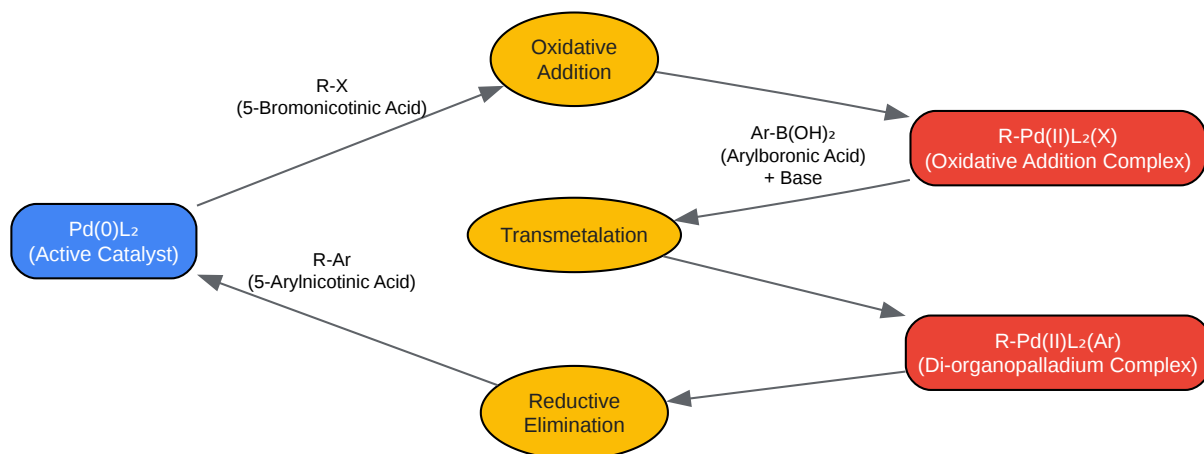 Oxidative
Addition
R-X
(5-Bromonicotinic Acid)
R-Pd(II)L₂(X)
(Oxidative Addition Complex)
Ar-B(OH)₂
(Arylboronic Acid)
+ Base
Pd(0)L₂
(Active Catalyst)
Transmetalation
R-Ar
(5-Arylnicotinic Acid)
R-Pd(II)L₂(Ar)
(Di-organopalladium Complex)
Reductive
Elimination